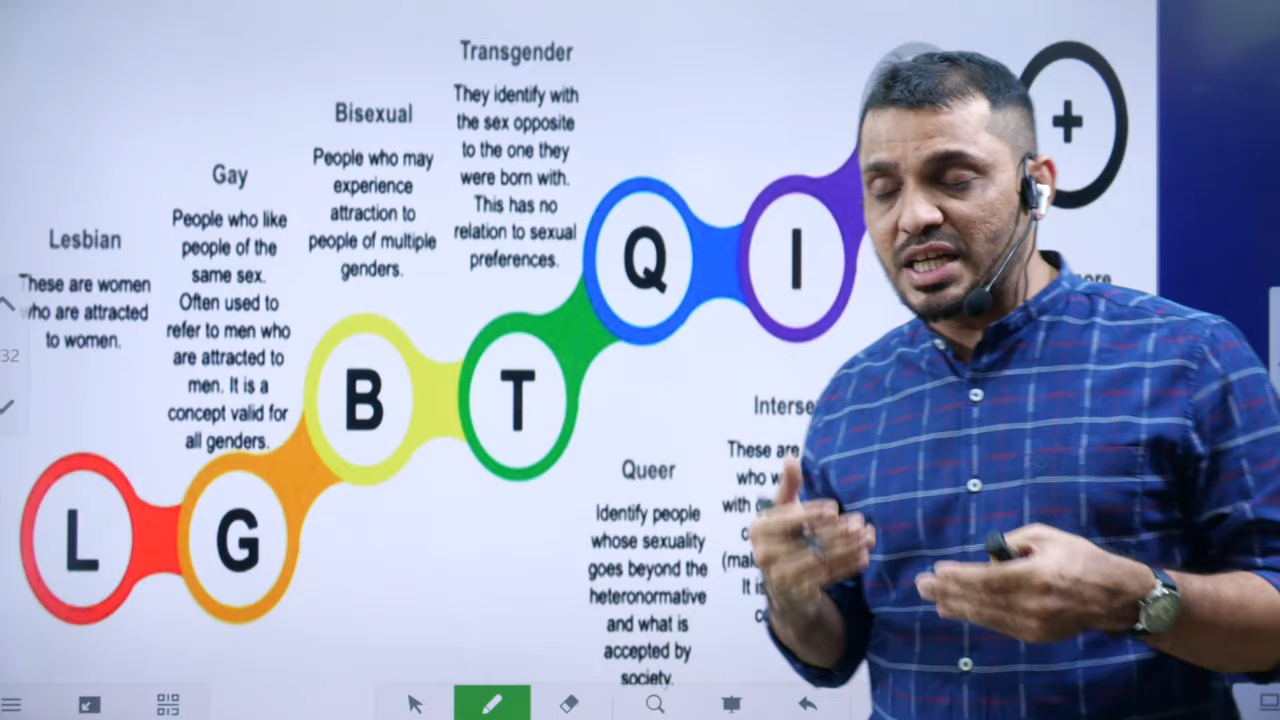 Transgender
They identify with
the sex opposite
to the one they
were born with.
This has no
relation to sexual
preferences.
Bisexual
People who may
experience
attraction to
people of multiple
genders.
Gay
People who like
people of the
same sex.
Often used to
refer to men who
are attracted to
men. It is a
concept valid for
all genders.
Lesbian
These are women
who are attracted
to women.
32
L
G
B
T
Q
I
+
Queer
Identify people
whose sexuality
goes beyond the
heteronormative
and what is
accepted by
society.
These are
who
with
It is